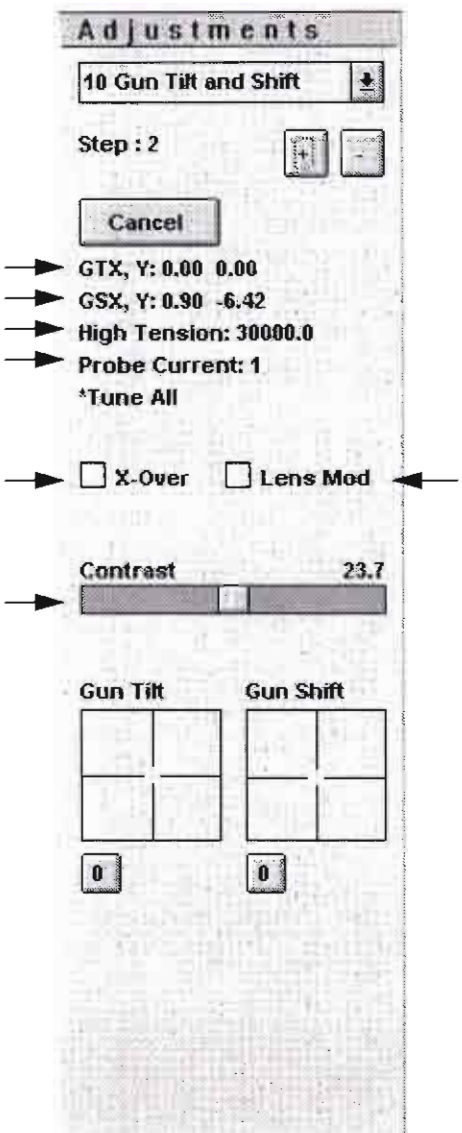 Adjustments
10 Gun Tilt and Shift
Step : 2
+ -
Cancel
GTX, Y: 0.00 0.00
GSX, Y: 0.90 -6.42
High Tension: 30000.0
Probe Current: 1
*Tune All
X-Over Lens Mod
Contrast 23.7
Gun Tilt Gun Shift
0 0